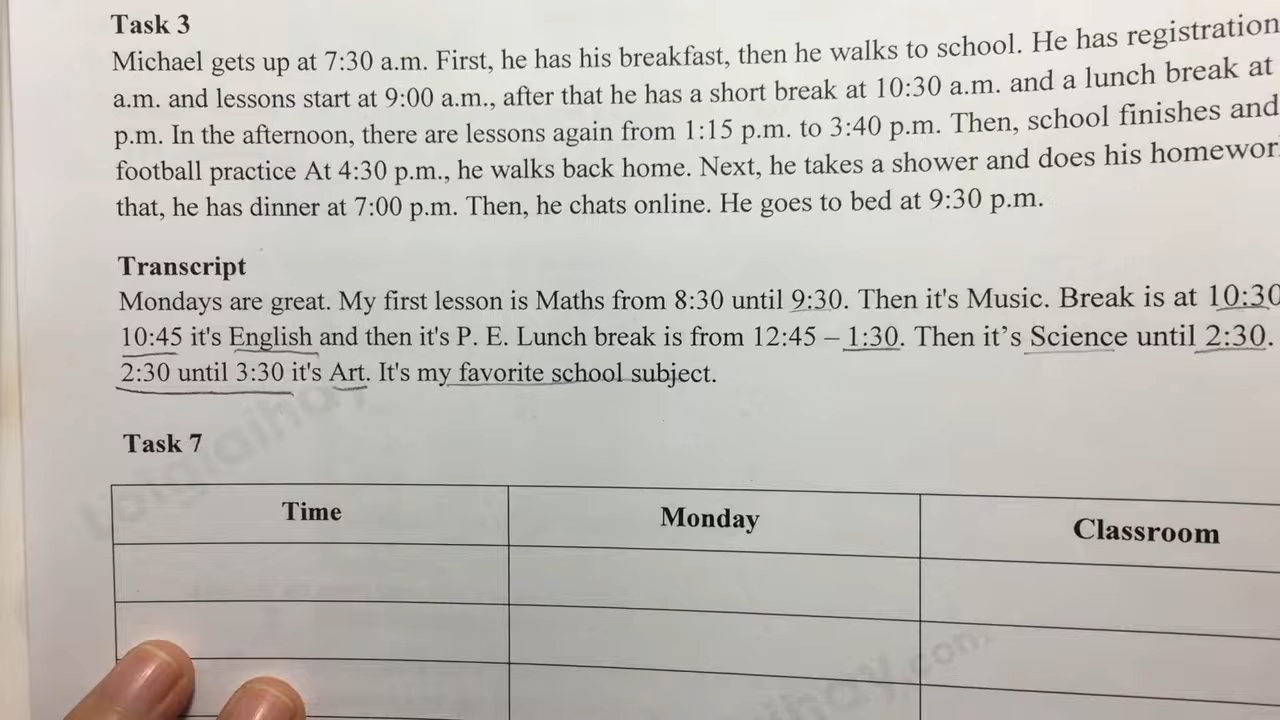 Task 3
Michael gets up at 7:30 a.m. First, he has his breakfast, then he walks to school. He has registration
a.m. and lessons start at 9:00 a.m., after that he has a short break at 10:30 a.m. and a lunch break at
p.m. In the afternoon, there are lessons again from 1:15 p.m. to 3:40 p.m. Then, school finishes and
football practice At 4:30 p.m., he walks back home. Next, he takes a shower and does his homewor
that, he has dinner at 7:00 p.m. Then, he chats online. He goes to bed at 9:30 p.m.
Transcript
Mondays are great. My first lesson is Maths from 8:30 until 9:30. Then it's Music. Break is at 10:30
10:45 it's English and then it's P. E. Lunch break is from 12:45 – 1:30. Then it's Science until 2:30.
2:30 until 3:30 it's Art. It's my favorite school subject.
Task 7
Time Monday Classroom